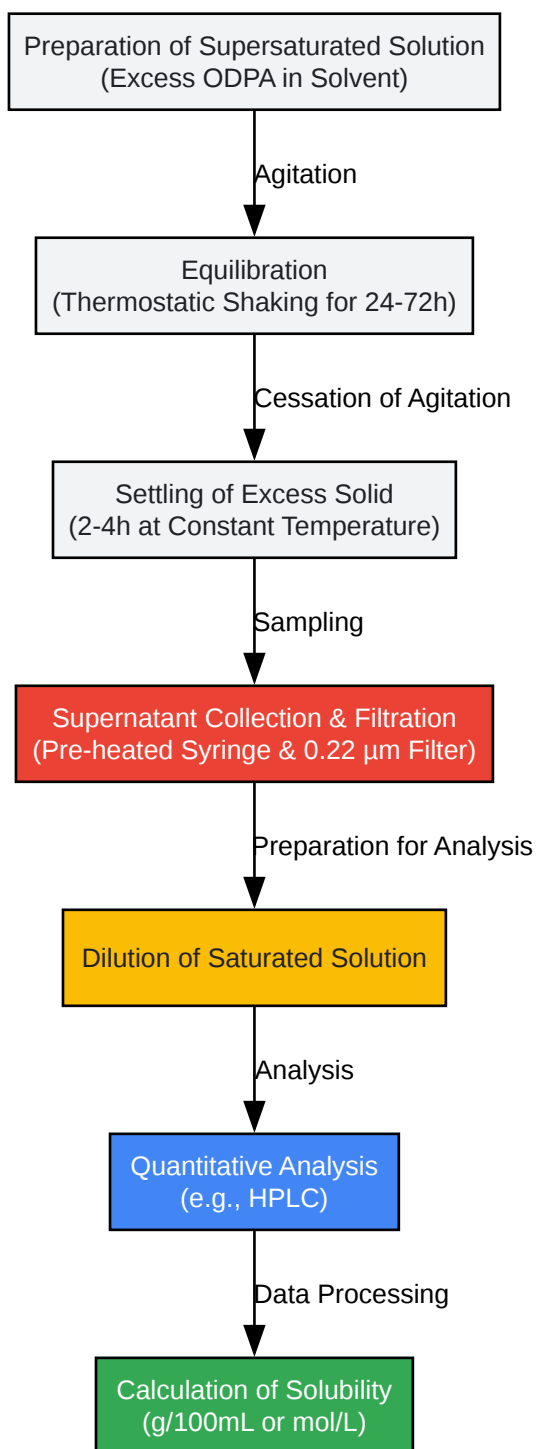 Preparation of Supersaturated Solution
(Excess ODPA in Solvent)
Agitation
Equilibration
(Thermostatic Shaking for 24-72h)
Cessation of Agitation
Settling of Excess Solid
(2-4h at Constant Temperature)
Sampling
Supernatant Collection & Filtration
(Pre-heated Syringe & 0.22 µm Filter)
Preparation for Analysis
Dilution of Saturated Solution
Analysis
Quantitative Analysis
(e.g., HPLC)
Data Processing
Calculation of Solubility
(g/100mL or mol/L)